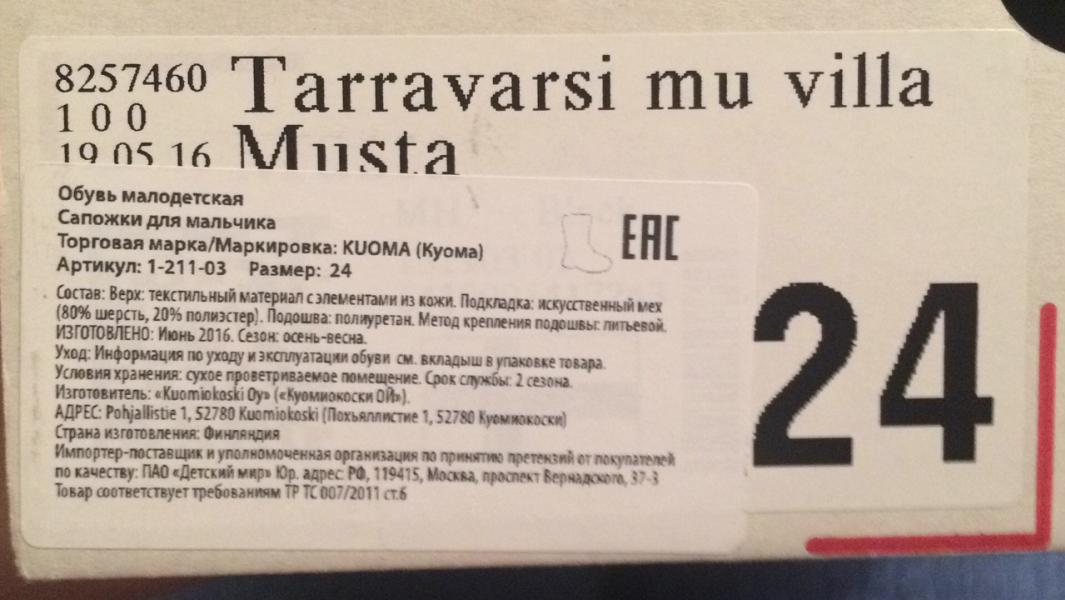 8257460 Tarravarsi mu villa
1 0 0
19.05.16 Musta
Обувь малодетская
Сапожки для мальчика
Торговая марка/Маркировка: KUOMA (Куома)
Артикул: 1-211-03 Размер: 24
EAC
Состав: Верх: текстильный материал с элементами из кожи. Подкладка: искусственный мех
(80% шерсть, 20% полиэстер). Подошва: полиуретан. Метод крепления подошвы: литьевой.
ИЗГОТОВЛЕНО: Июнь 2016. Сезон: осень-весна.
Уход: Информация по уходу и эксплуатации обуви см. вкладыш в упаковке товара.
Условия хранения: сухое проветриваемое помещение. Срок службы: 2 сезона.
Изготовитель: «Kuomiokoski Oy» («Куомиокоски ОЙ»).
АДРЕС: Pohjallistie 1, 52780 Kuomiokoski (Похъяллистие 1, 52780 Куомиокоски)
Страна изготовления: Финляндия
Импортер-поставщик и уполномоченная организация по принятию претензий от покупателей
по качеству: ПАО «Детский мир» Юр. адрес: РФ, 119415, Москва, проспект Вернадского, 37-3
Товар соответствует требованиям ТР ТС 007/2011 ст.6
24